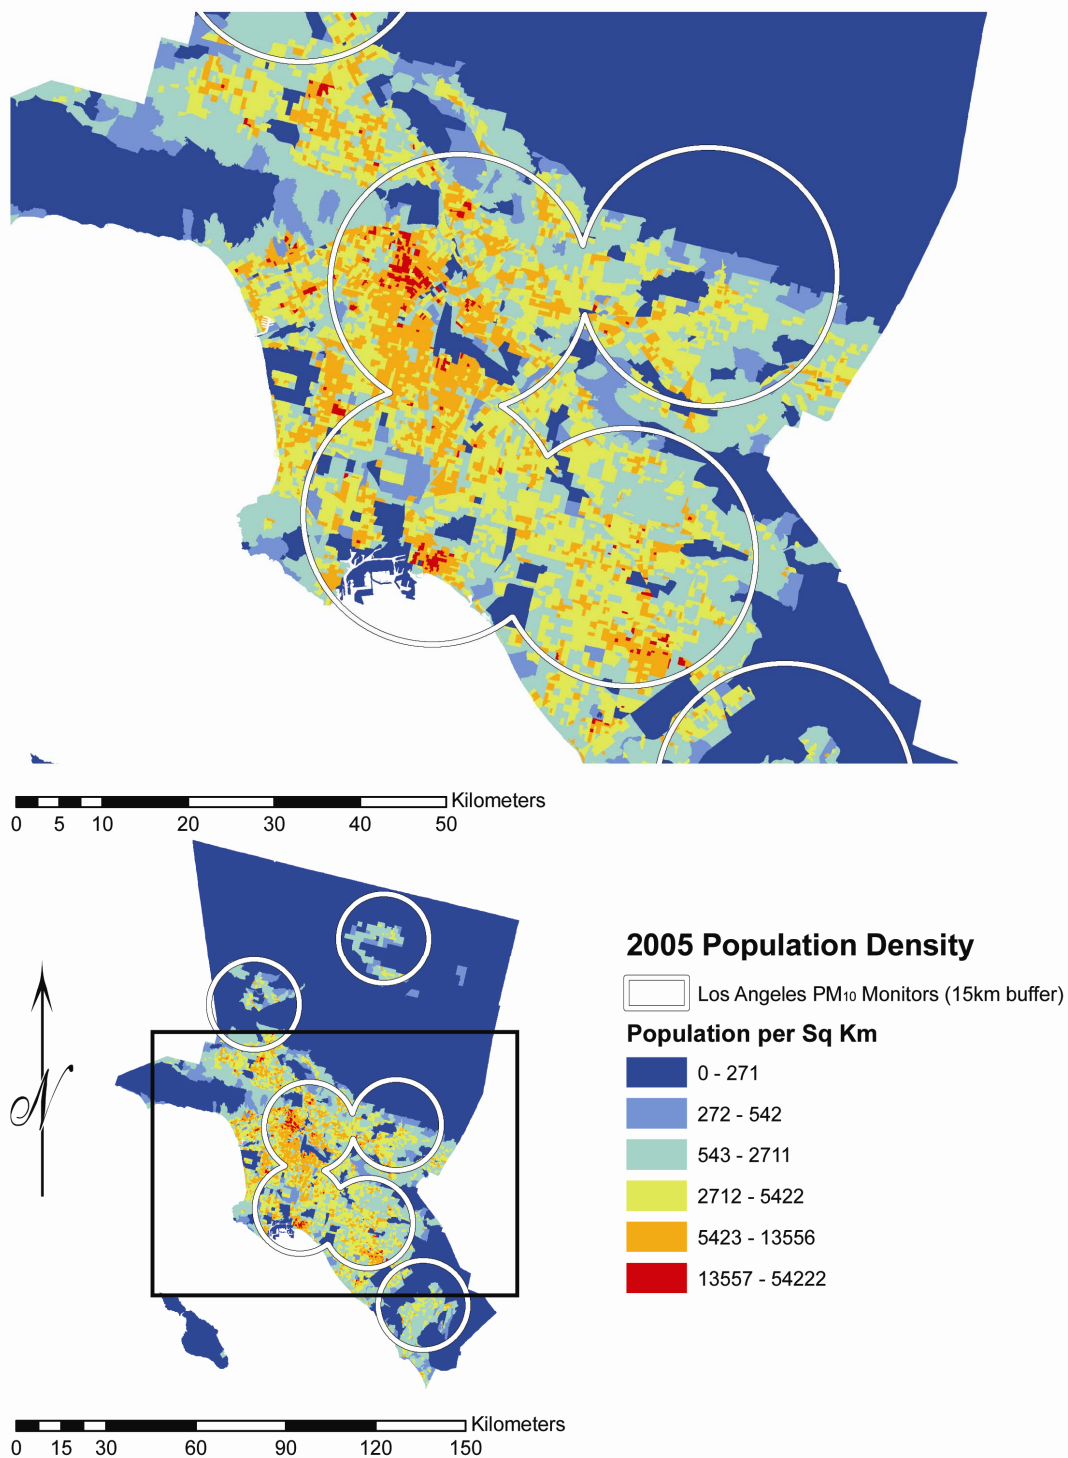 Kilometers
0 5 10 20 30 40 50
N
2005 Population Density
Los Angeles PM10 Monitors (15km buffer)
Population per Sq Km
0 - 271
272 - 542
543 - 2711
2712 - 5422
5423 - 13556
13557 - 54222
Kilometers
0 15 30 60 90 120 150